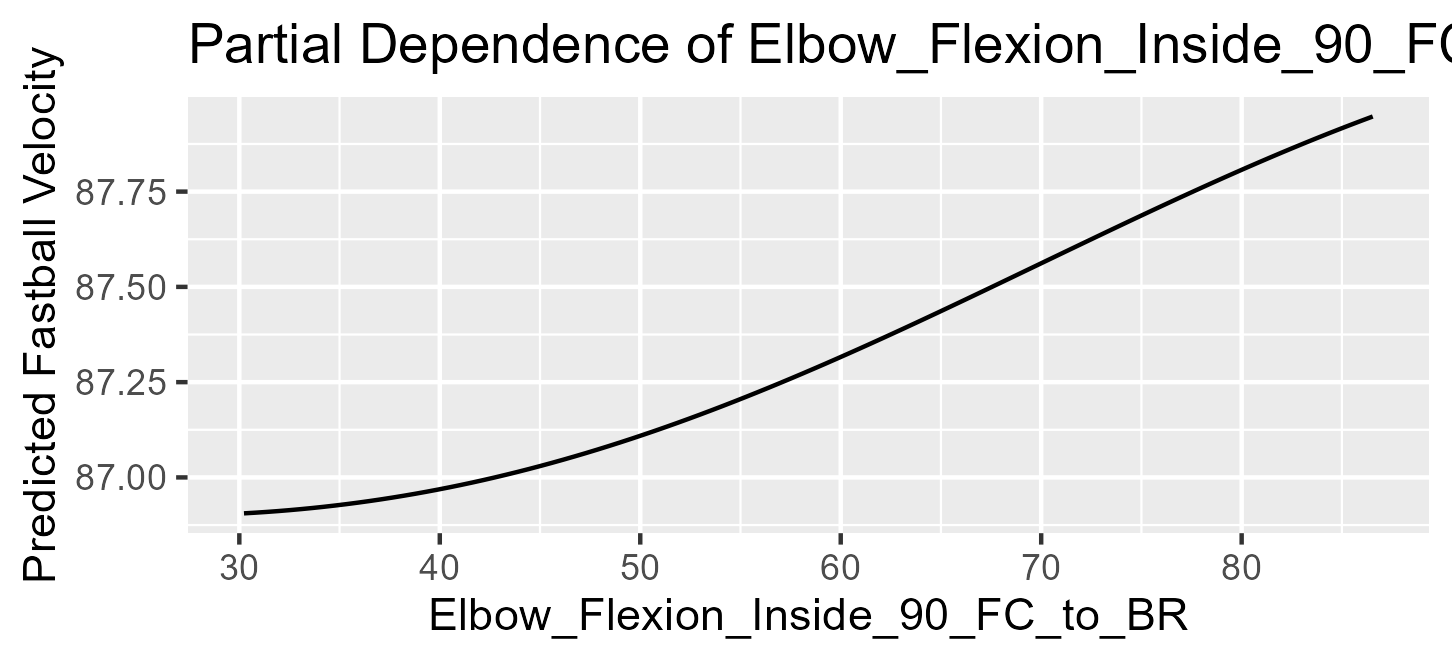 Partial Dependence of Elbow_Flexion_Inside_90_FC
Predicted Fastball Velocity
87.75
87.50
87.25
87.00
30 40 50 60 70 80
Elbow_Flexion_Inside_90_FC_to_BR